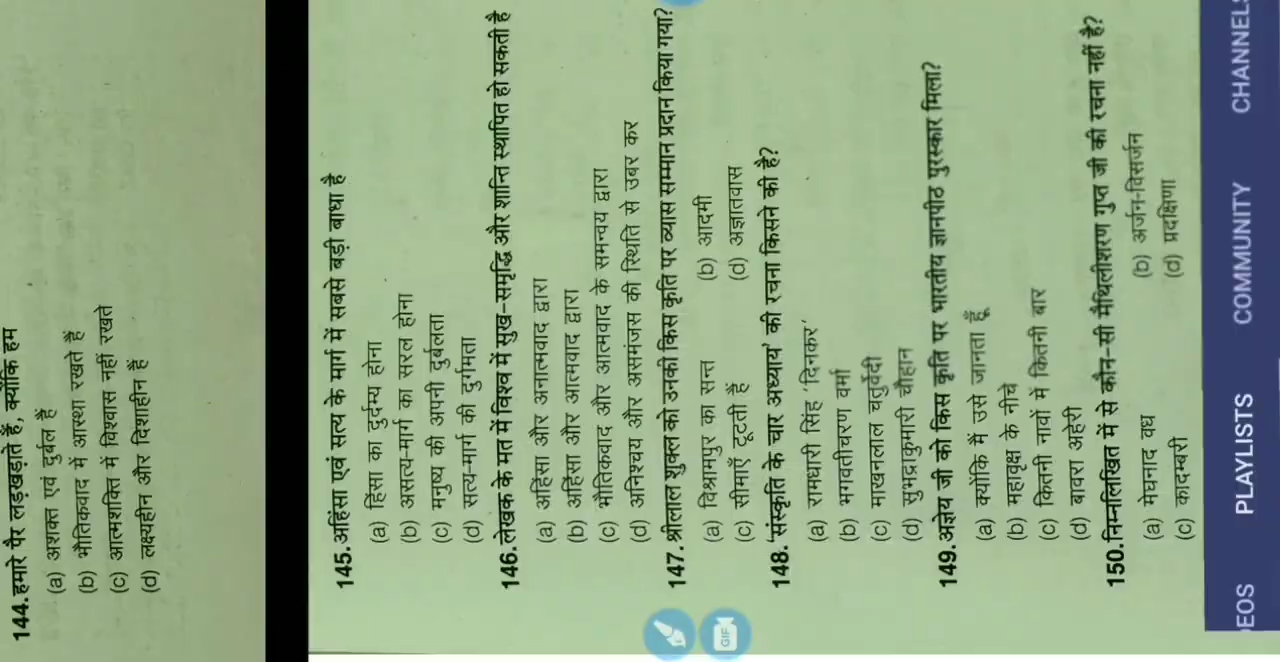 144. हमारे पैर लड़खड़ाते हैं, क्योंकि हम
(a) अशक्त एवं दुर्बल हैं
(b) भौतिकवाद में आस्था रखते हैं
(c) आत्मशक्ति में विश्वास नहीं रखते
(d) लक्ष्यहीन और दिशाहीन हैं
145. अहिंसा एवं सत्य के मार्ग में सबसे बड़ी बाधा है
(a) हिंसा का दुर्दम्य होना
(b) असत्य-मार्ग का सरल होना
(c) मनुष्य की अपनी दुर्बलता
(d) सत्य-मार्ग की दुर्गमता
146. लेखक के मत में विश्व में सुख-समृद्धि और शान्ति स्थापित हो सकती है
(a) अहिंसा और अनात्मवाद द्वारा
(b) अहिंसा और आत्मवाद द्वारा
(c) भौतिकवाद और आत्मवाद के समन्वय द्वारा
(d) अनिश्चय और असमंजस की स्थिति से उबर कर
147. श्रीलाल शुक्ल को उनकी किस कृति पर व्यास सम्मान प्रदान किया गया?
(a) विश्रामपुर का सन्त (b) आदमी
(c) सीमाएँ टूटती हैं (d) अज्ञातवास
148. 'संस्कृति के चार अध्याय' की रचना किसने की है?
(a) रामधारी सिंह 'दिनकर'
(b) भगवतीचरण वर्मा
(c) माखनलाल चतुर्वेदी
(d) सुभद्राकुमारी चौहान
149. अज्ञेय जी को किस कृति पर भारतीय ज्ञानपीठ पुरस्कार मिला?
(a) क्योंकि मैं उसे जानता हूँ
(b) महावृक्ष के नीचे
(c) कितनी नावों में कितनी बार
(d) बावरा अहेरी
150. निम्नलिखित में से कौन-सी मैथिलीशरण गुप्त जी की रचना नहीं है?
(a) मेघनाद वध (b) अर्जन-विसर्जन
(c) कादम्बरी (d) प्रदक्षिणा
DEOS PLAYLISTS COMMUNITY CHANNELS
GIF